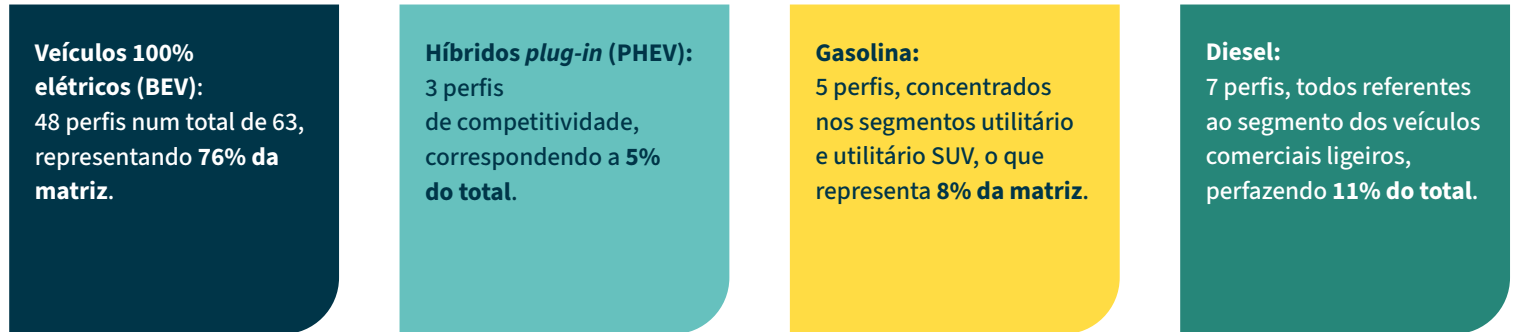 Veículos 100%
elétricos (BEV):
48 perfis num total de 63,
representando 76% da
matriz.
Híbridos plug-in (PHEV):
3 perfis
de competitividade,
correspondendo a 5%
do total.
Gasolina:
5 perfis, concentrados
nos segmentos utilitário
e utilitário SUV, o que
representa 8% da matriz.
Diesel:
7 perfis, todos referentes
ao segmento dos veículos
comerciais ligeiros,
perfazendo 11% do total.